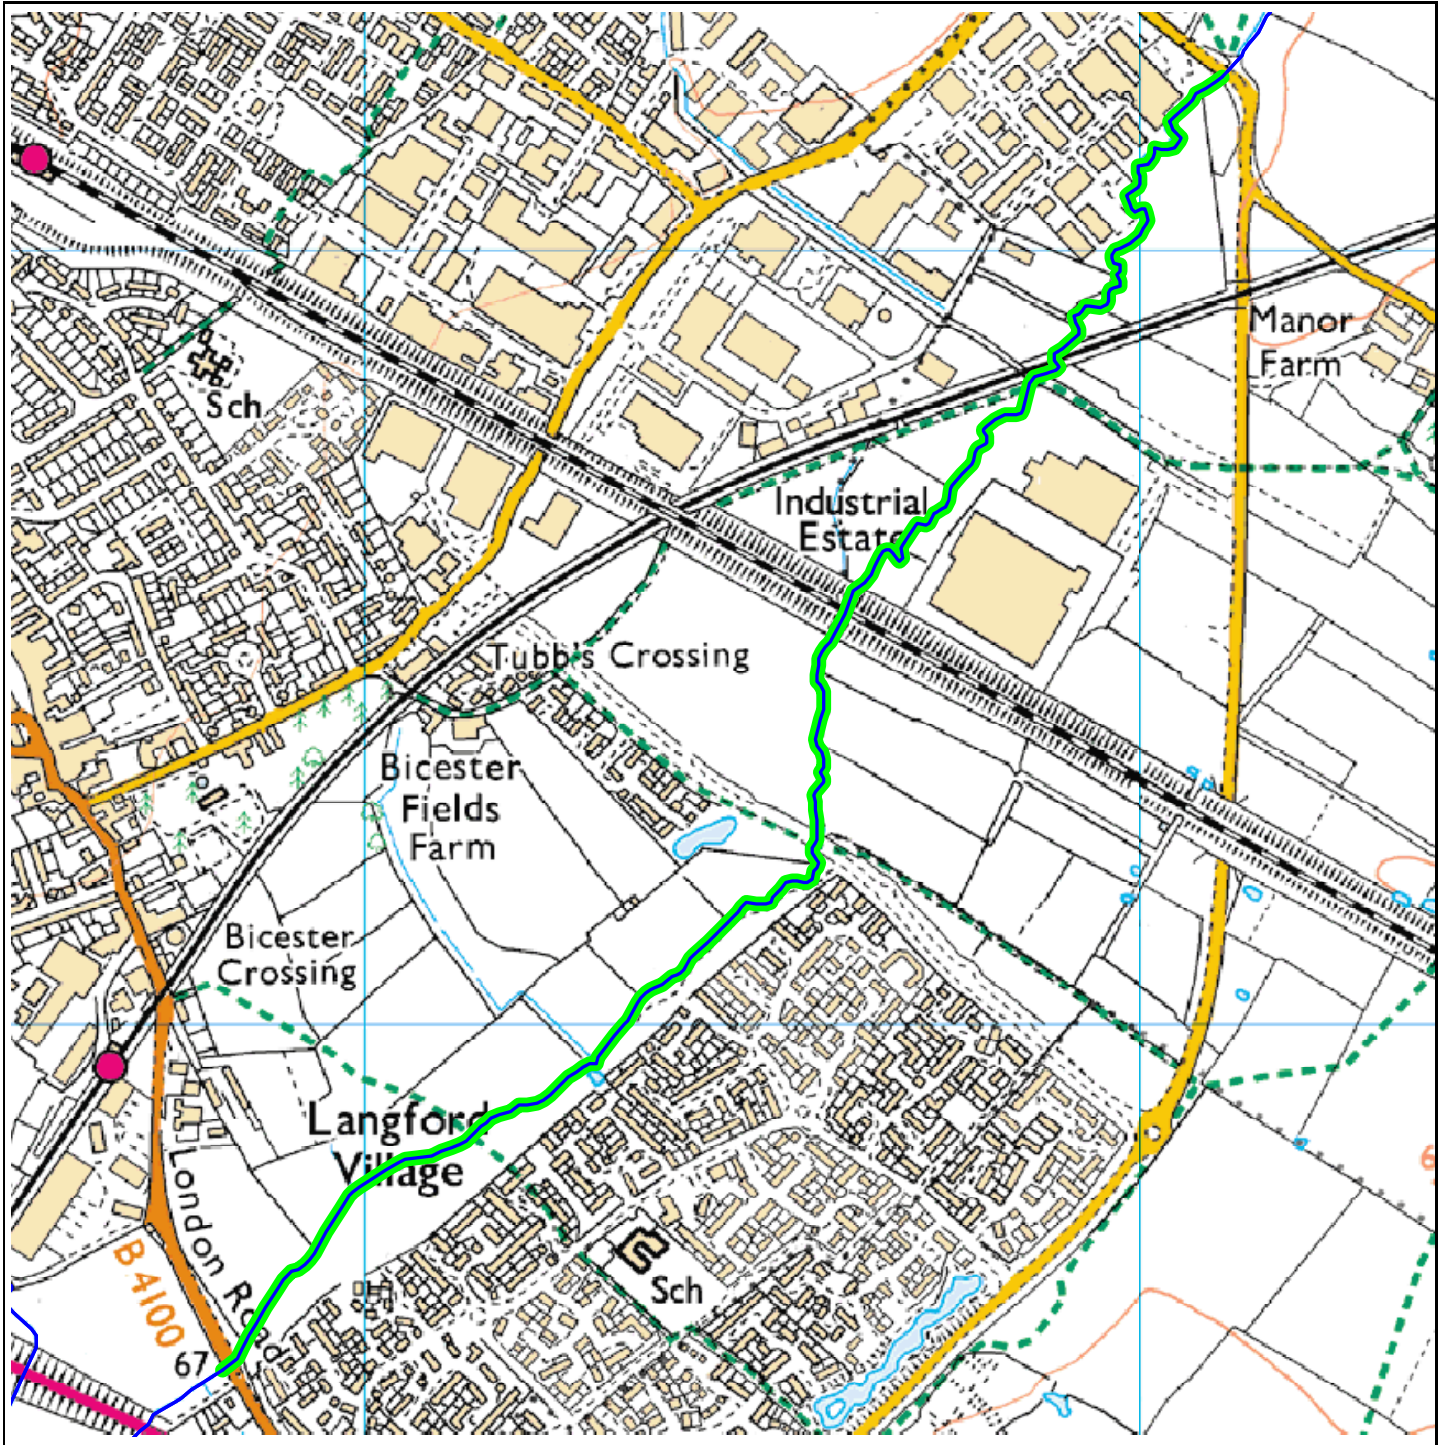 Manor
Farm
Sch
Industrial
Estate
Tubb's Crossing
Bicester
Fields
Farm
Bicester
Crossing
Langford
Village
London Road
B 4100
Sch
67
6